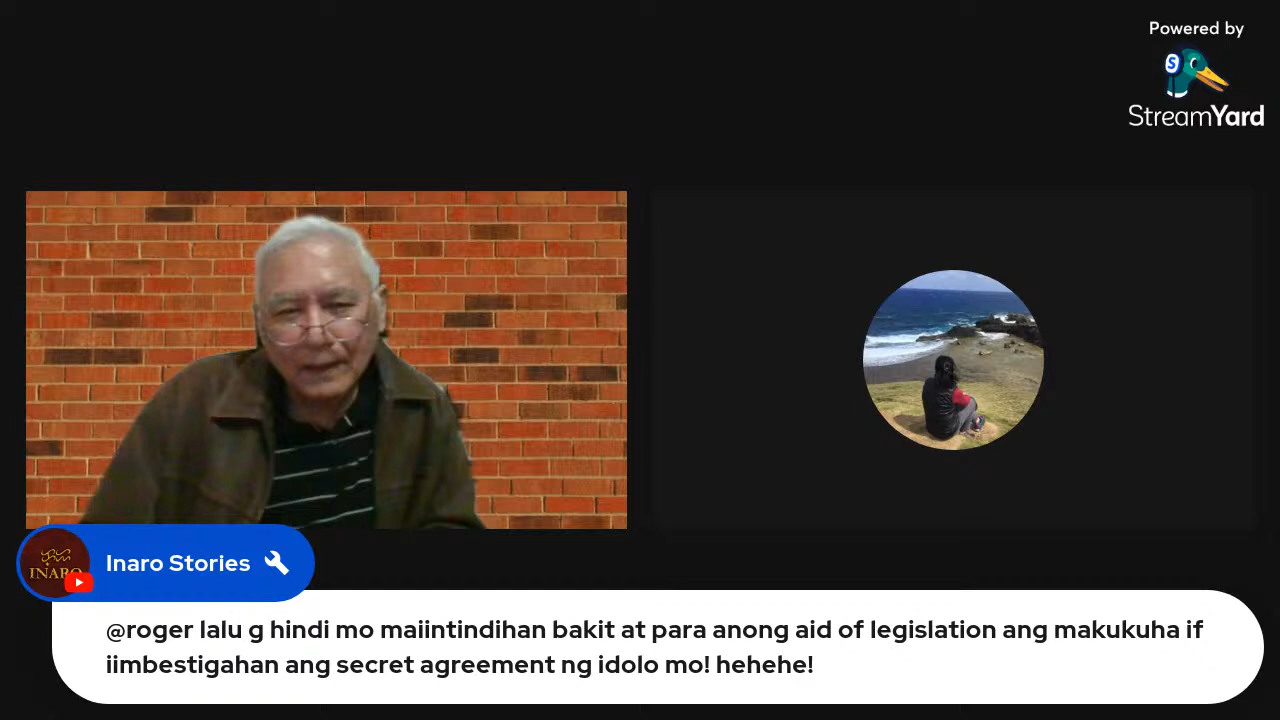 Powered by
S
StreamYard
INARO
Inaro Stories
@roger lalu g hindi mo maiintindihan bakit at para anong aid of legislation ang makukuha if
iimbestigahan ang secret agreement ng idolo mo! hehehe!